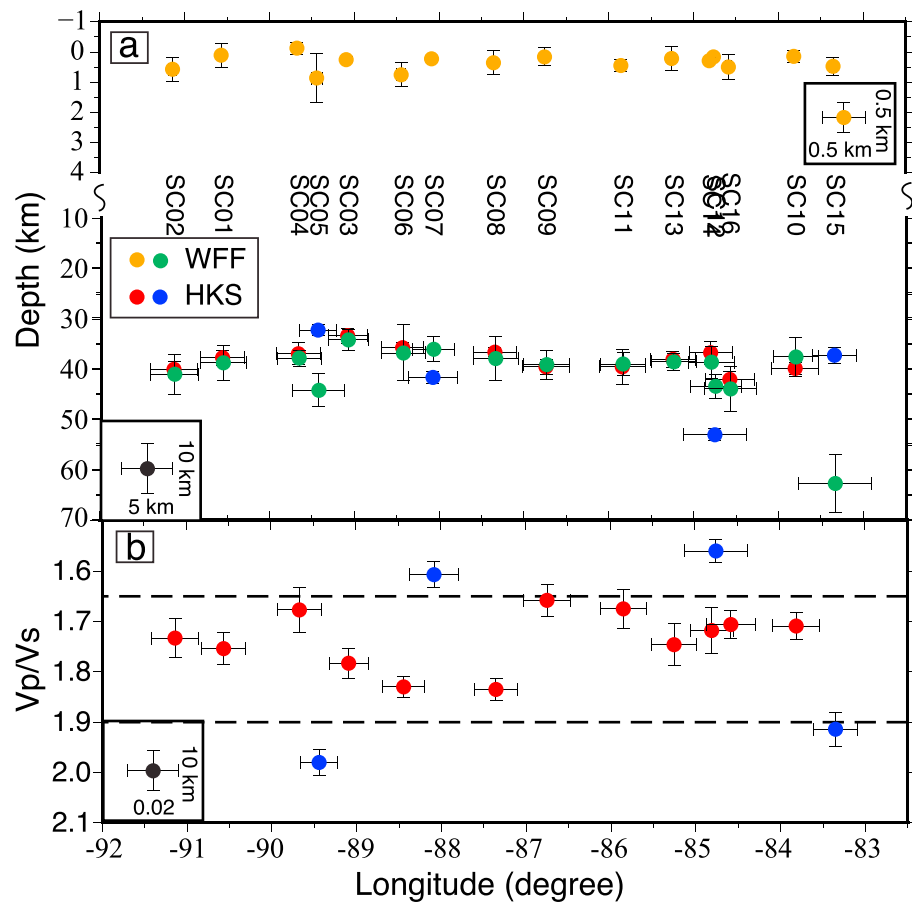 a
−1
0
1
2
3
4
0.5 km
0.5 km
SC02
SC01
SC04
SC05
SC03
SC06
SC07
SC08
SC09
SC11
SC13
SC12
SC16
SC10
SC15
Depth (km)
10
20
30
40
50
60
70
WFF
HKS
10 km
5 km
b
Vp/Vs
1.6
1.7
1.8
1.9
2.0
2.1
10 km
0.02
-92
-91
-90
-89
-88
-87
-86
-85
-84
-83
Longitude (degree)